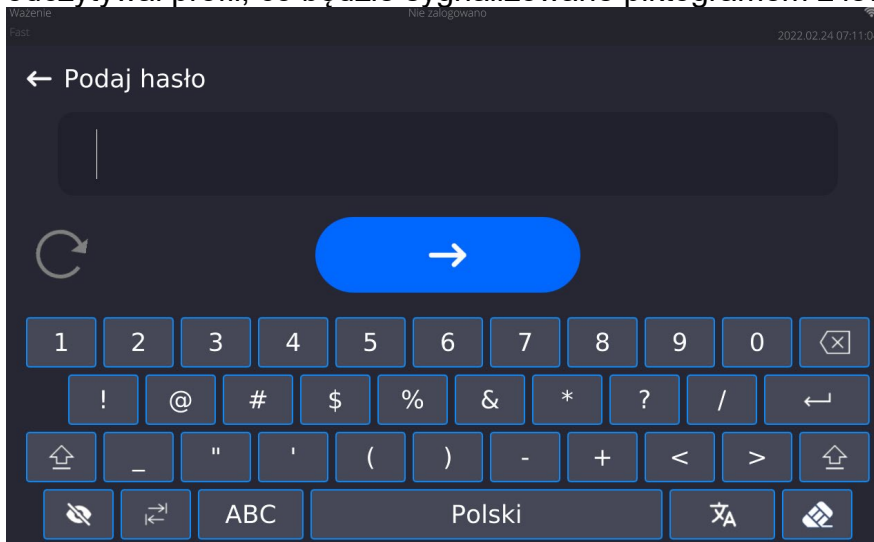 Ważenie Nie zalogowano
Fast 2022.02.24 07:11:0
← Podaj hasło
→
1 2 3 4 5 6 7 8 9 0
! @ # $ % & * ? /
_ " ' ( ) - + < >
ABC Polski